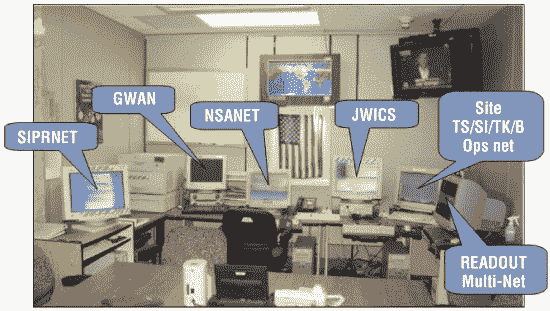 SIPRNET
GWAN
NSANET
JWICS
Site
TS/SI/TK/B
Ops net
READOUT
Multi-Net